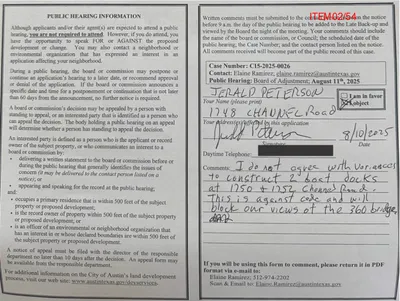 PUBLIC HEARING INFORMATION
Although applicants and/or their agent(s) are expected to attend a public
hearing, you are not required to attend. However, if you do attend, you
have the opportunity to speak FOR or AGAINST the proposed
development or change. You may also contact a neighborhood or
environmental organization that has expressed an interest in an
application affecting your neighborhood.
During a public hearing, the board or commission may postpone or
continue an application's hearing to a later date, or recommend approval
or denial of the application. If the board or commission announces a
specific date and time for a postponement or continuation that is not later
than 60 days from the announcement, no further notice is required.
A board or commission's decision may be appealed by a person with
standing to appeal, or an interested party that is identified as a person who
can appeal the decision. The body holding a public hearing on an appeal
will determine whether a person has standing to appeal the decision.
An interested party is defined as a person who is the applicant or record
owner of the subject property, or who communicates an interest to a
board or commission by:
• delivering a written statement to the board or commission before or
during the public hearing that generally identifies the issues of
concern (it may be delivered to the contact person listed on a
notice); or
• appearing and speaking for the record at the public hearing;
and:
• occupies a primary residence that is within 500 feet of the subject
property or proposed development;
• is the record owner of property within 500 feet of the subject property
or proposed development; or
• is an officer of an environmental or neighborhood organization that
has an interest in or whose declared boundaries are within 500 feet of
the subject property or proposed development.
A notice of appeal must be filed with the director of the responsible
department no later than 10 days after the decision. An appeal form may
be available from the responsible department.
For additional information on the City of Austin's land development
process, visit our web site: www.austintexas.gov/devservices.
ITEM02/54
Written comments must be submitted to the contact person listed on the notice
before 9 a.m. the day of the public hearing to be added to the Late Back-up and
viewed by the Board the night of the meeting. Your comments should include the
name of the board or commission, or Council; the scheduled date of the
public hearing; the Case Number; and the contact person listed on the notice.
All comments received will become part of the public record of this case.
Case Number: C15-2025-0026
Contact: Elaine Ramirez; elaine.ramirez@austintexas.gov
Public Hearing: Board of Adjustment; August 11th, 2025
JERALD PETERSON
Your Name (please print)
I am in favor
I object
1748 CHANNEL Road
Your address(es) affected by this application
8/10/2025
Signature
Date
Daytime Telephone:
Comments: I do not agree with variances
to construct 2nd boat docks
at 1750 & 1752 Channel Road.
This is against code and will
block our views of the 360 bridge,
If you will be using this form to comment, please return it in PDF
format via e-mail to:
Elaine Ramirez; 512-974-2202
Scan & Email to: Elaine.Ramirez@austintexas.gov